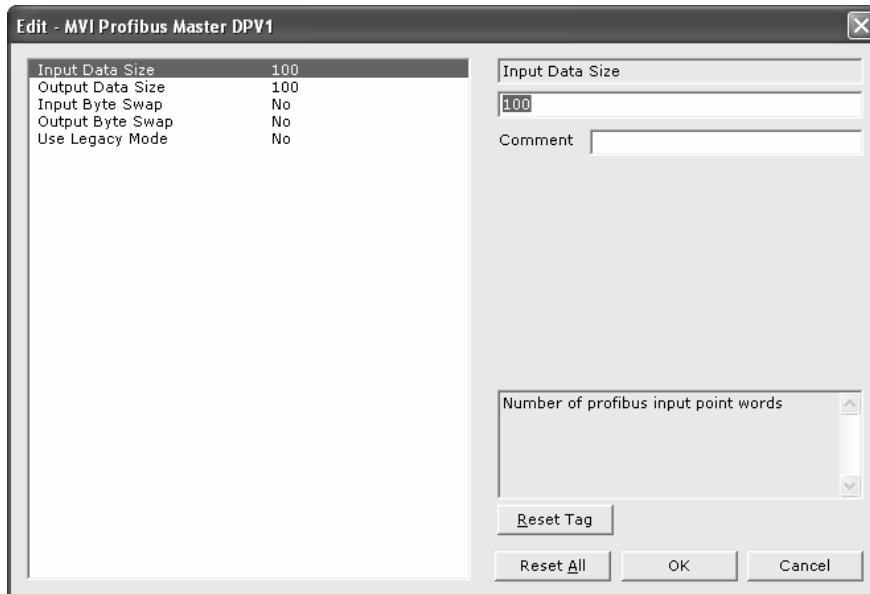 Edit - MVI Profibus Master DPV1
Input Data Size 100
Output Data Size 100
Input Byte Swap No
Output Byte Swap No
Use Legacy Mode No
Input Data Size
100
Comment
Number of profibus input point words
Reset Tag
Reset All OK Cancel